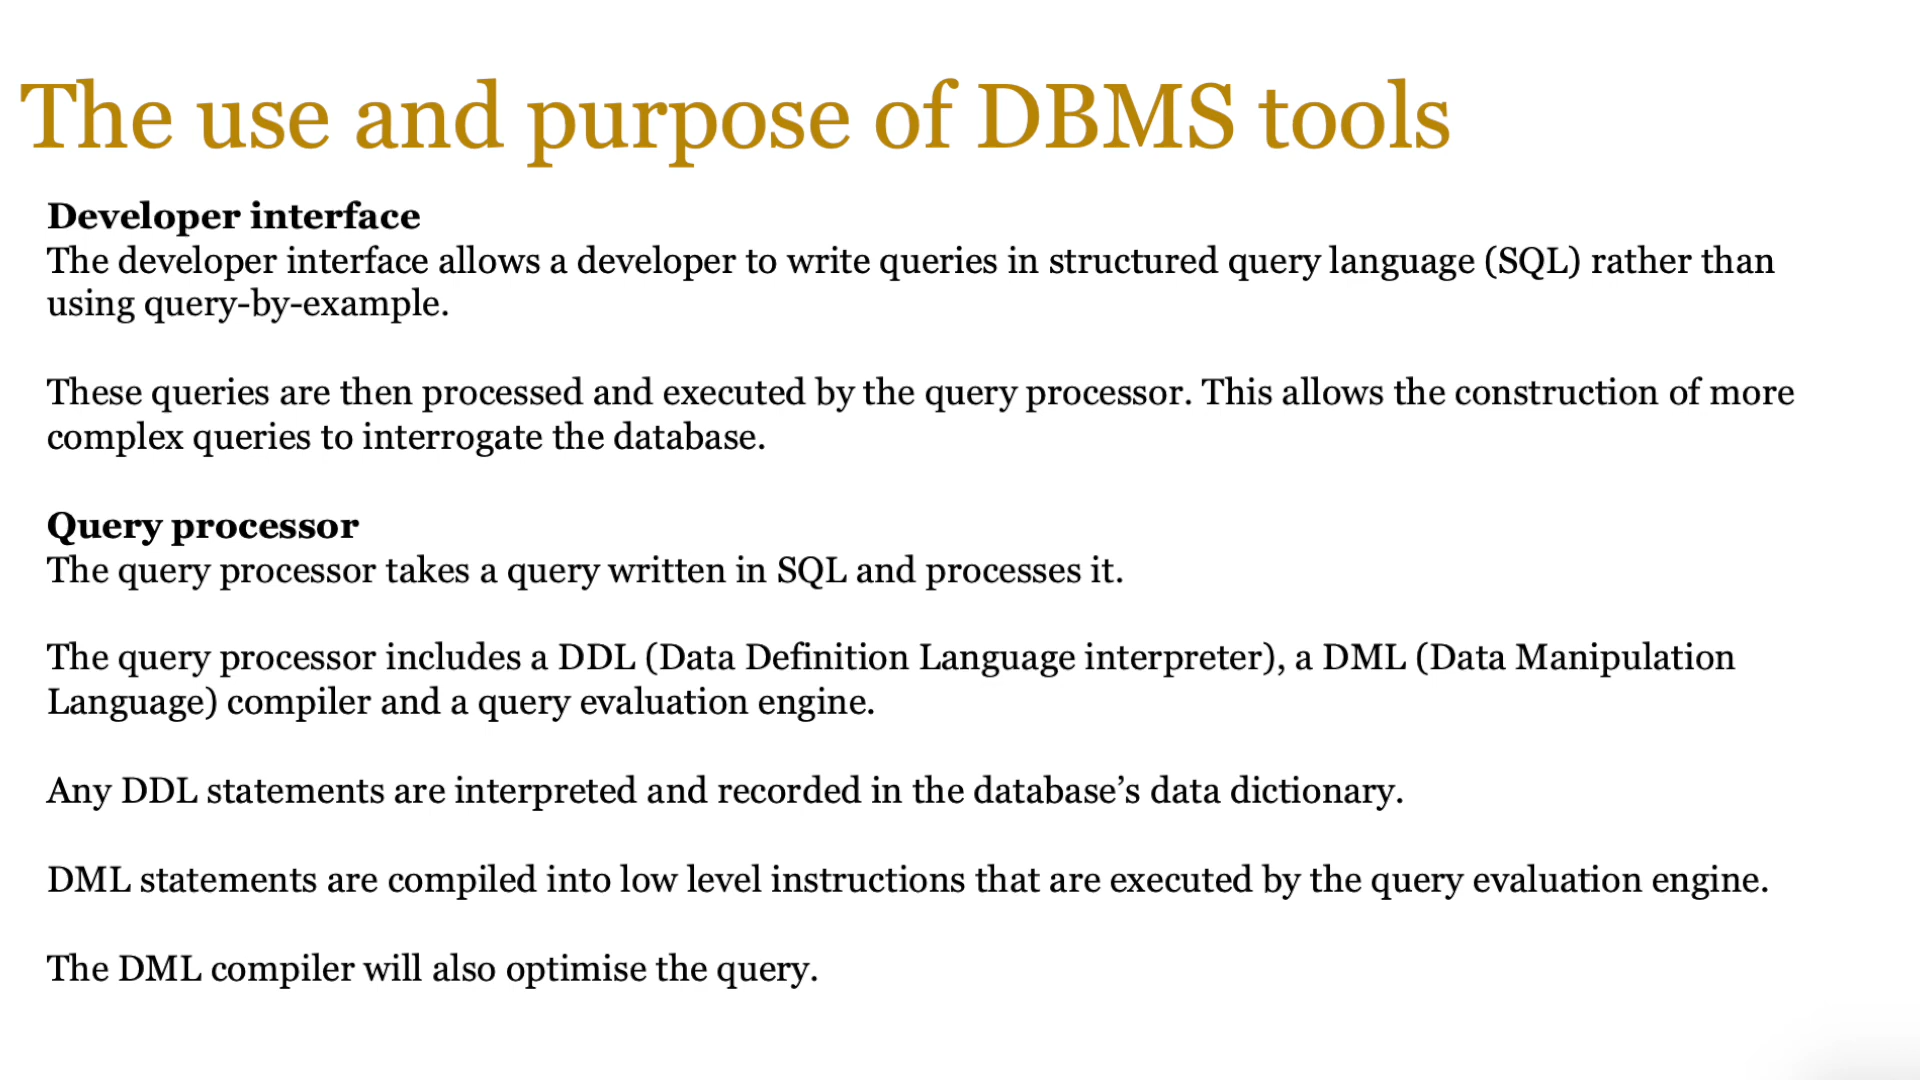 The use and purpose of DBMS tools
Developer interface
The developer interface allows a developer to write queries in structured query language (SQL) rather than
using query-by-example.
These queries are then processed and executed by the query processor. This allows the construction of more
complex queries to interrogate the database.
Query processor
The query processor takes a query written in SQL and processes it.
The query processor includes a DDL (Data Definition Language interpreter), a DML (Data Manipulation
Language) compiler and a query evaluation engine.
Any DDL statements are interpreted and recorded in the database’s data dictionary.
DML statements are compiled into low level instructions that are executed by the query evaluation engine.
The DML compiler will also optimise the query.